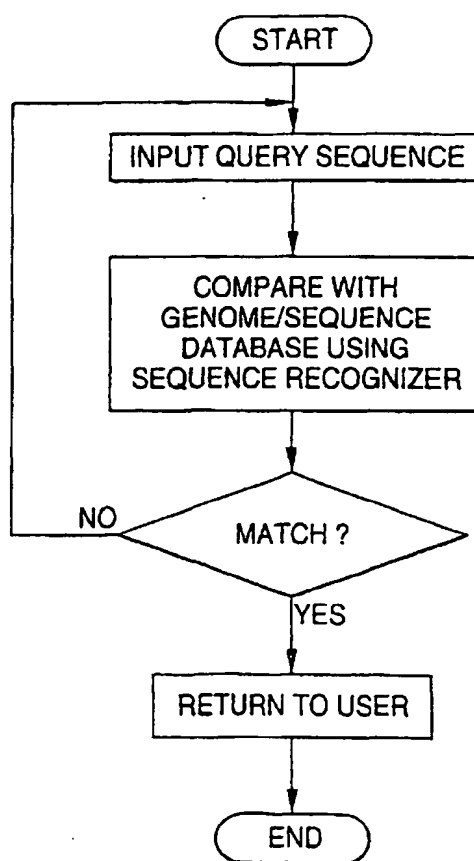 START
INPUT QUERY SEQUENCE
COMPARE WITH
GENOME/SEQUENCE
DATABASE USING
SEQUENCE RECOGNIZER
MATCH ?
NO
YES
RETURN TO USER
END